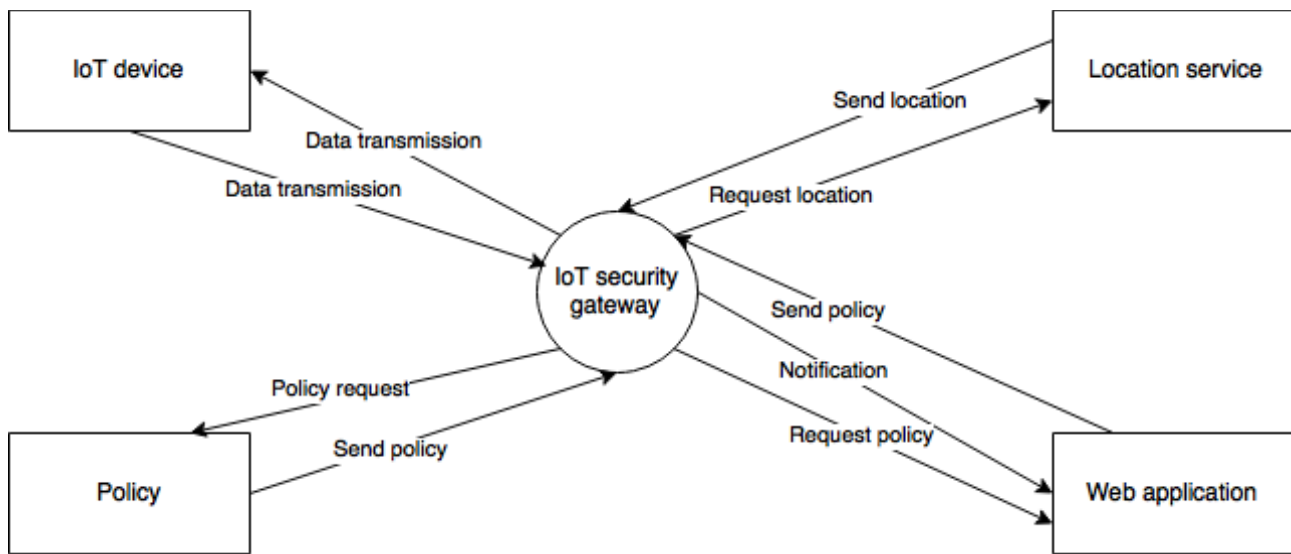 IoT device
Location service
Send location
Data transmission
Data transmission
Request location
IoT security
gateway
Send policy
Notification
Policy request
Request policy
Send policy
Policy
Web application